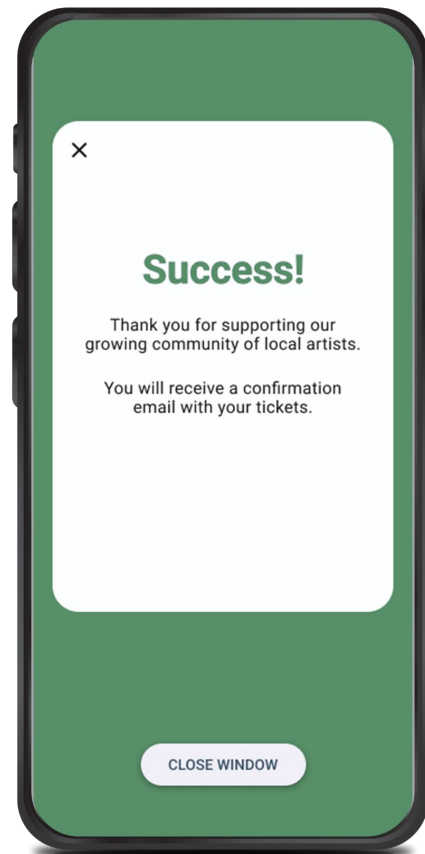 Success!
Thank you for supporting our
growing community of local artists.
You will receive a confirmation
email with your tickets.
CLOSE WINDOW